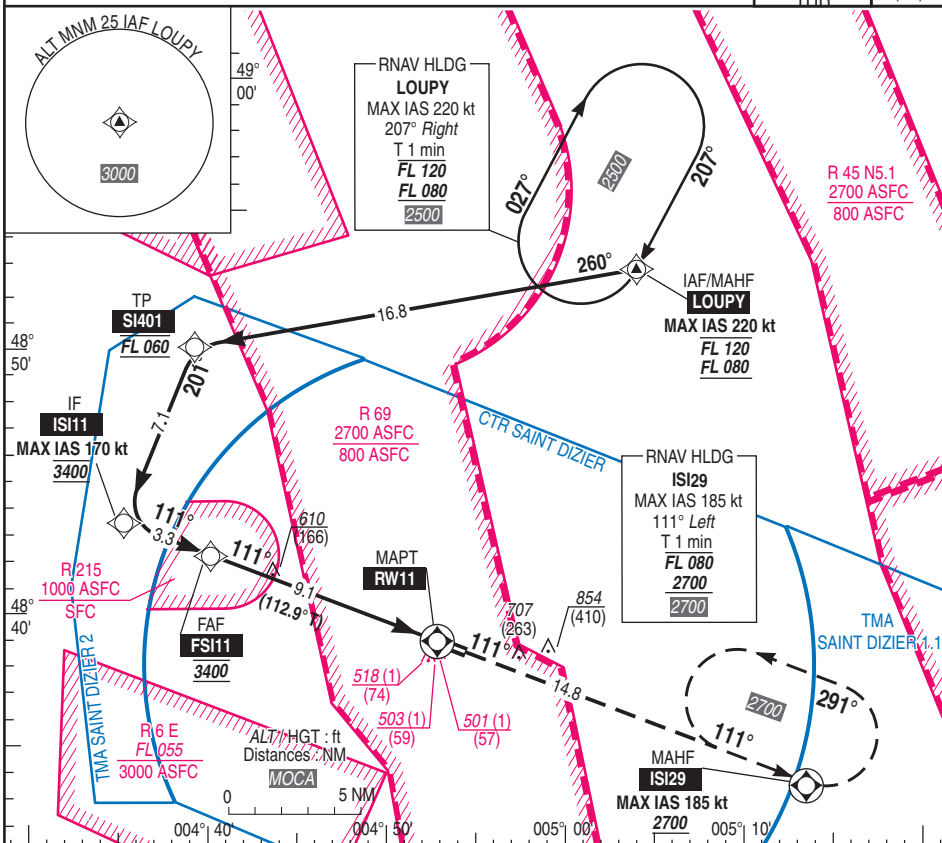 ALT MNM 25 IAF LOUPY
3000
49°
00'
RNAV HLDG
LOUPY
MAX IAS 220 kt
207° Right
T 1 min
FL 120
FL 080
2500
027°
2500
207°
R 45 N5.1
2700 ASFC
800 ASFC
260°
16.8
IAF/MAHF
LOUPY
MAX IAS 220 kt
FL 120
FL 080
TP
SI401
FL 060
48°
50'
201°
7.1
IF
ISI11
MAX IAS 170 kt
3400
R 69
2700 ASFC
800 ASFC
CTR SAINT DIZIER
RNAV HLDG
ISI29
MAX IAS 185 kt
111° Left
T 1 min
FL 080
2700
2700
111°
3.3
111°
610
(166)
9.1
(112.9° T)
MAPT
RW11
R 215
1000 ASFC
SFC
FAF
FSI11
3400
48°
40'
707
(263)
854
(410)
111°
14.8
TMA
SAINT DIZIER 1.1
518 (1)
(74)
503 (1)
(59)
501 (1)
(57)
2700
291°
111°
TMA SAINT DIZIER 2
R 6 E
FL 055
3000 ASFC
ALT/HGT : ft
Distances : NM
MOCA
0 5 NM
MAHF
ISI29
MAX IAS 185 kt
2700
004° 40'
004° 50'
005° 00'
005° 10'